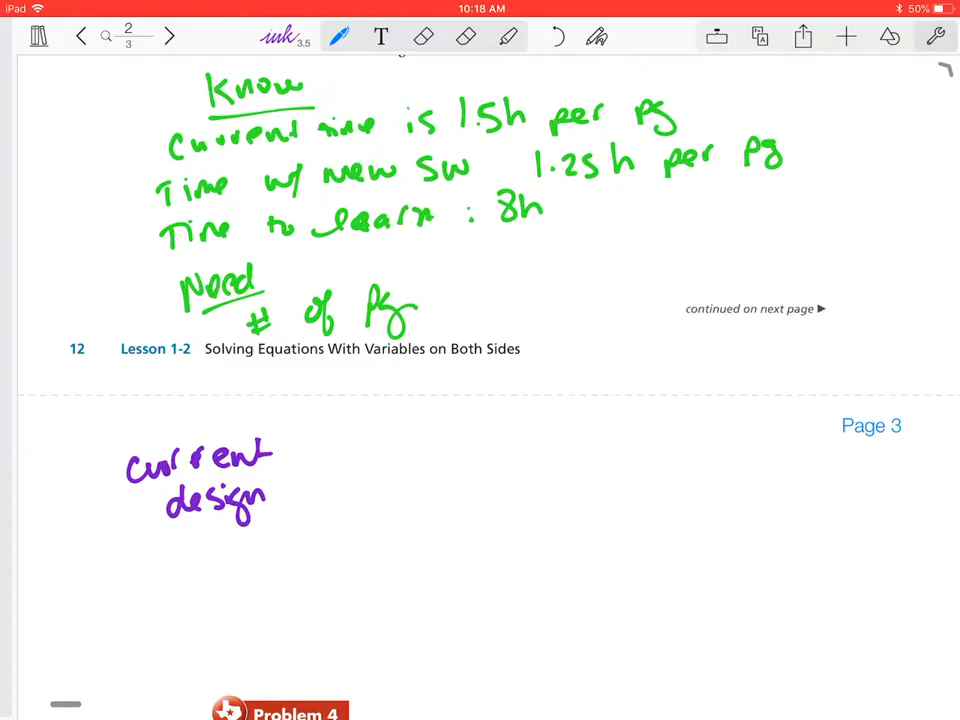 iPad 10:18 AM 50%
2
3
ink 3.5 T
Know
Current time is 1.5h per pg
Time w/ new SW 1.25h per pg
Time to learn : 8h
Need
# of pg
continued on next page ▶
12 Lesson 1-2 Solving Equations With Variables on Both Sides
Page 3
current
design
Problem 4